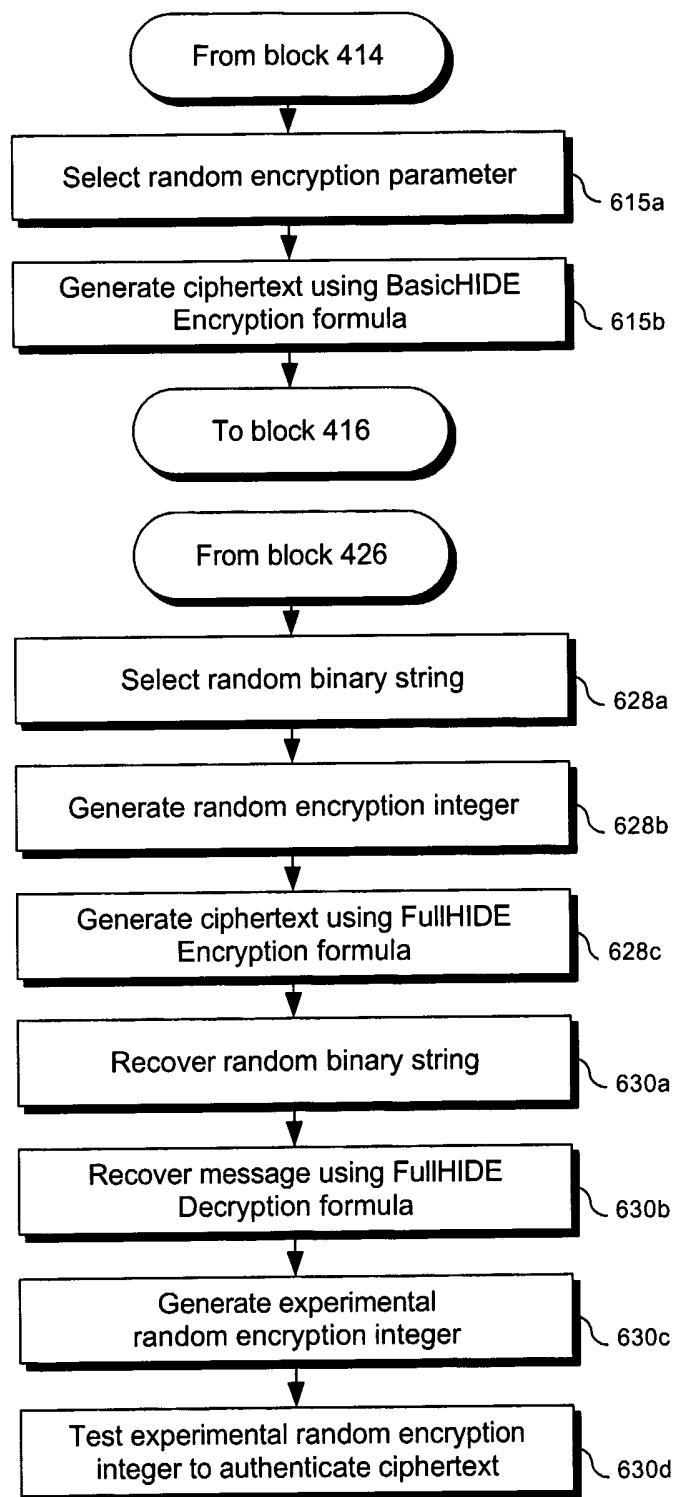 From block 414
Select random encryption parameter
615a
Generate ciphertext using BasicHIDE
Encryption formula
615b
To block 416
From block 426
Select random binary string
628a
Generate random encryption integer
628b
Generate ciphertext using FullHIDE
Encryption formula
628c
Recover random binary string
630a
Recover message using FullHIDE
Decryption formula
630b
Generate experimental
random encryption integer
630c
Test experimental random encryption
integer to authenticate ciphertext
630d